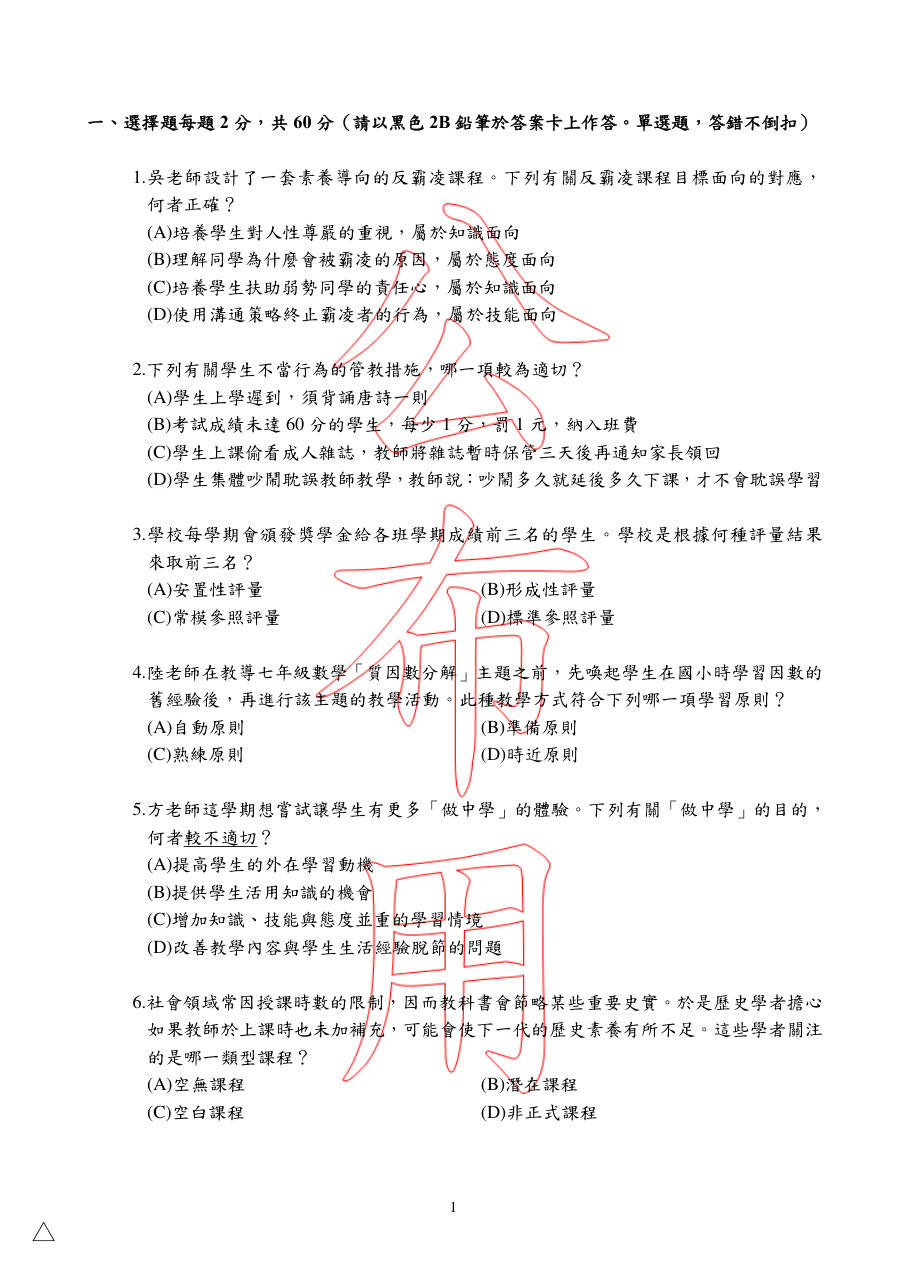 一、選擇題每題 2 分，共 60 分（請以黑色 2B 鉛筆於答案卡上作答。單選題，答錯不倒扣）
1.吳老師設計了一套素養導向的反霸凌課程。下列有關反霸凌課程目標面向的對應，
何者正確？
(A)培養學生對人性尊嚴的重視，屬於知識面向
(B)理解同學為什麼會被霸凌的原因，屬於態度面向
(C)培養學生扶助弱勢同學的責任心，屬於知識面向
(D)使用溝通策略終止霸凌者的行為，屬於技能面向
2.下列有關學生不當行為的管教措施，哪一項較為適切？
(A)學生上學遲到，須背誦唐詩一則
(B)考試成績未達 60 分的學生，每少 1 分，罰 1 元，納入班費
(C)學生上課偷看成人雜誌，教師將雜誌暫時保管三天後再通知家長領回
(D)學生集體吵鬧耽誤教師教學，教師說：吵鬧多久就延後多久下課，才不會耽誤學習
3.學校每學期會頒發獎學金給各班學期成績前三名的學生。學校是根據何種評量結果
來取前三名？
(A)安置性評量 (B)形成性評量
(C)常模參照評量 (D)標準參照評量
4.陸老師在教導七年級數學「質因數分解」主題之前，先喚起學生在國小時學習因數的
舊經驗後，再進行該主題的教學活動。此種教學方式符合下列哪一項學習原則？
(A)自動原則 (B)準備原則
(C)熟練原則 (D)時近原則
5.方老師這學期想嘗試讓學生有更多「做中學」的體驗。下列有關「做中學」的目的，
何者較不適切？
(A)提高學生的外在學習動機
(B)提供學生活用知識的機會
(C)增加知識、技能與態度並重的學習情境
(D)改善教學內容與學生生活經驗脫節的問題
6.社會領域常因授課時數的限制，因而教科書會節略某些重要史實。於是歷史學者擔心
如果教師於上課時也未加補充，可能會使下一代的歷史素養有所不足。這些學者關注
的是哪一類型課程？
(A)空無課程 (B)潛在課程
(C)空白課程 (D)非正式課程
1
公布用